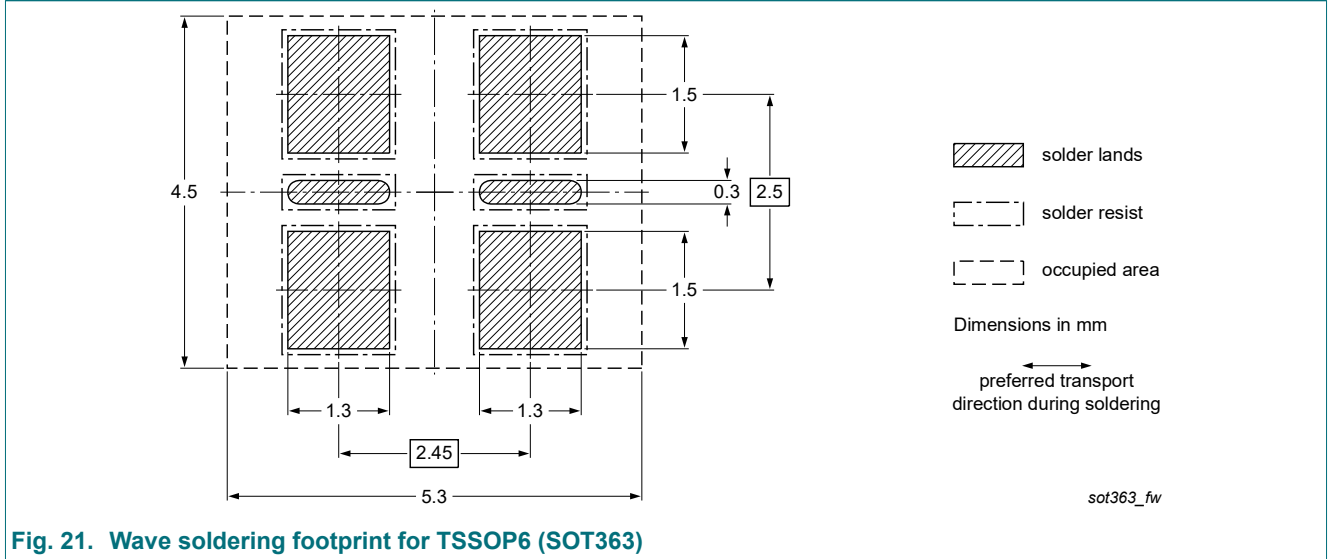 1.5
4.5
0.3
2.5
1.5
1.3
1.3
2.45
5.3
solder lands
solder resist
occupied area
Dimensions in mm
preferred transport
direction during soldering
sot363_fw
Fig. 21. Wave soldering footprint for TSSOP6 (SOT363)